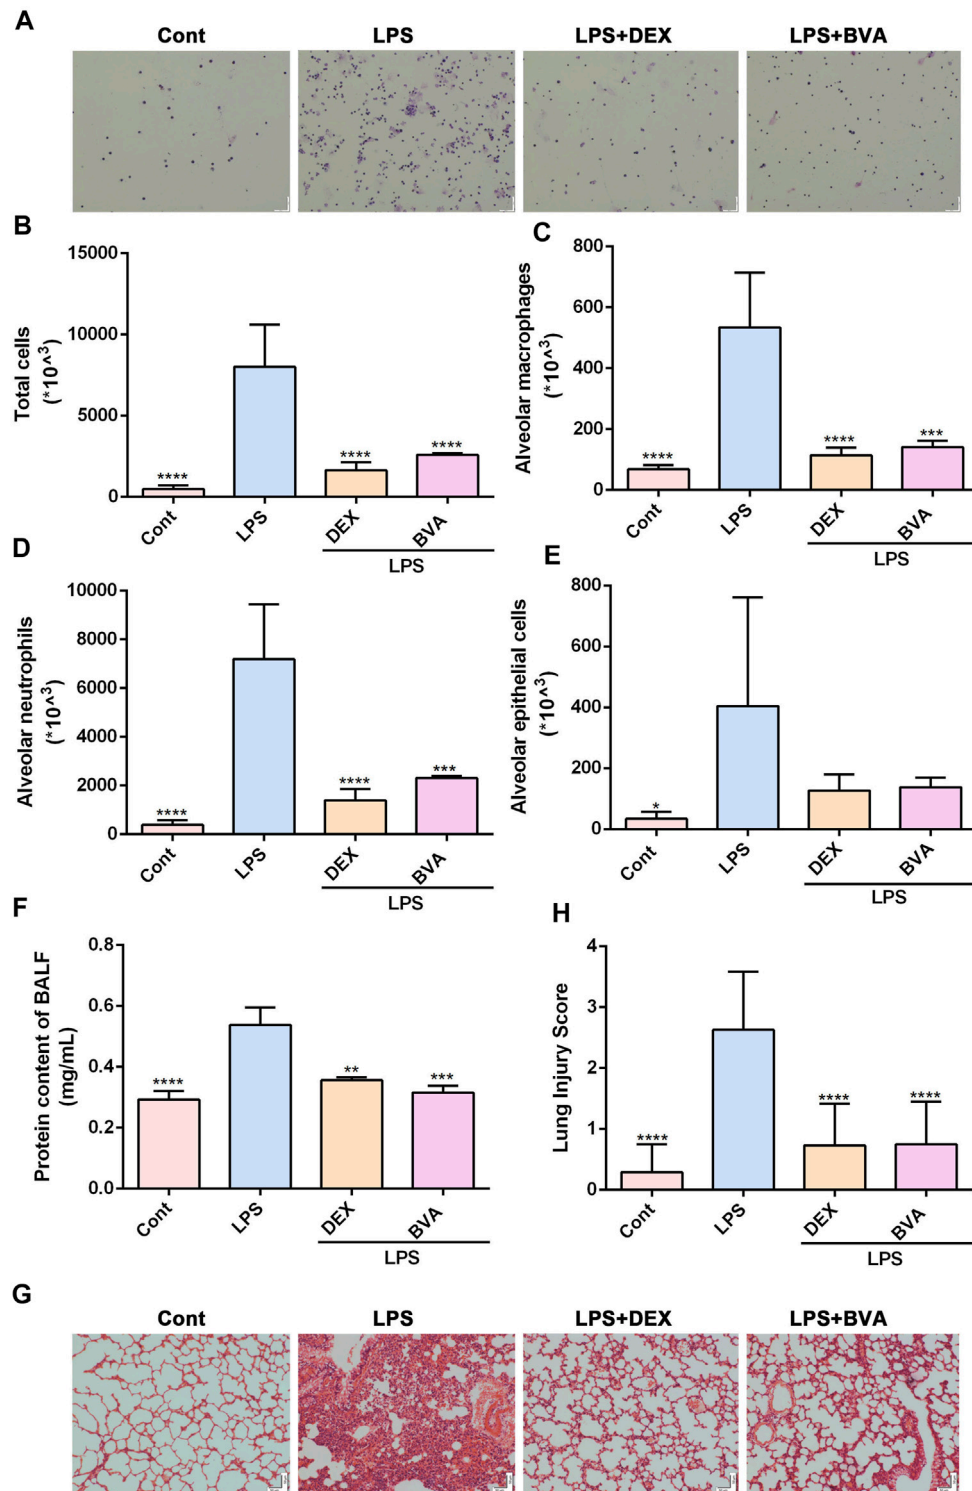 A
Cont LPS LPS+DEX LPS+BVA
B
Total cells
(*10^3)
15000
10000
5000
0
****
****
****
Cont
LPS
DEX
BVA
LPS
C
Alveolar macrophages
(*10^3)
800
600
400
200
0
****
****
***
Cont
LPS
DEX
BVA
LPS
D
Alveolar neutrophils
(*10^3)
10000
8000
6000
4000
2000
0
****
****
***
Cont
LPS
DEX
BVA
LPS
E
Alveolar epithelial cells
(*10^3)
800
600
400
200
0
*
Cont
LPS
DEX
BVA
LPS
F
Protein content of BALF
(mg/mL)
0.8
0.6
0.4
0.2
0.0
****
**
***
Cont
LPS
DEX
BVA
LPS
H
Lung Injury Score
4
3
2
1
0
****
****
****
Cont
LPS
DEX
BVA
LPS
G
Cont LPS LPS+DEX LPS+BVA